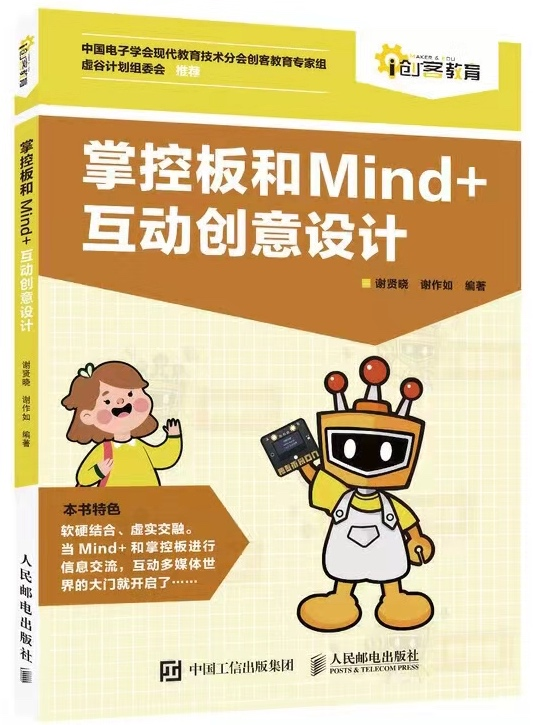 中国电子学会现代教育技术分会创客教育专家组
虚谷计划组委会 推荐
MAKER & EDU
i创客教育
掌控板和Mind+
互动创意设计
谢贤晓 谢作如 编著
本书特色
软硬结合、虚实交融。
当 Mind+ 和掌控板进行
信息交流，互动多媒体世
界的大门就开启了……
中国工信出版集团
人民邮电出版社
POSTS & TELECOM PRESS
i创客教育
掌控板和 Mind+ 互动创意设计
谢贤晓 谢作如 编著
人民邮电出版社